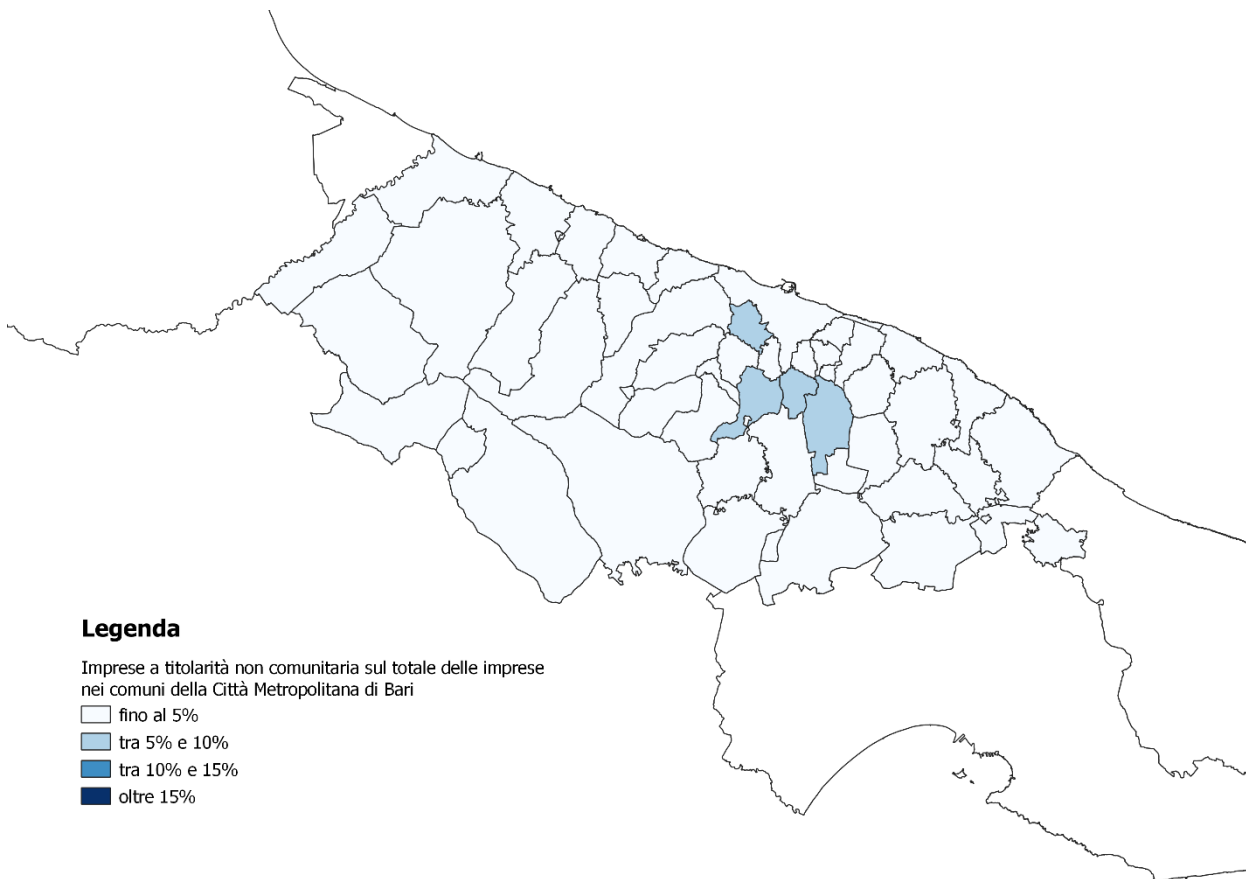 Legenda
Imprese a titolarità non comunitaria sul totale delle imprese
nei comuni della Città Metropolitana di Bari
fino al 5%
tra 5% e 10%
tra 10% e 15%
oltre 15%